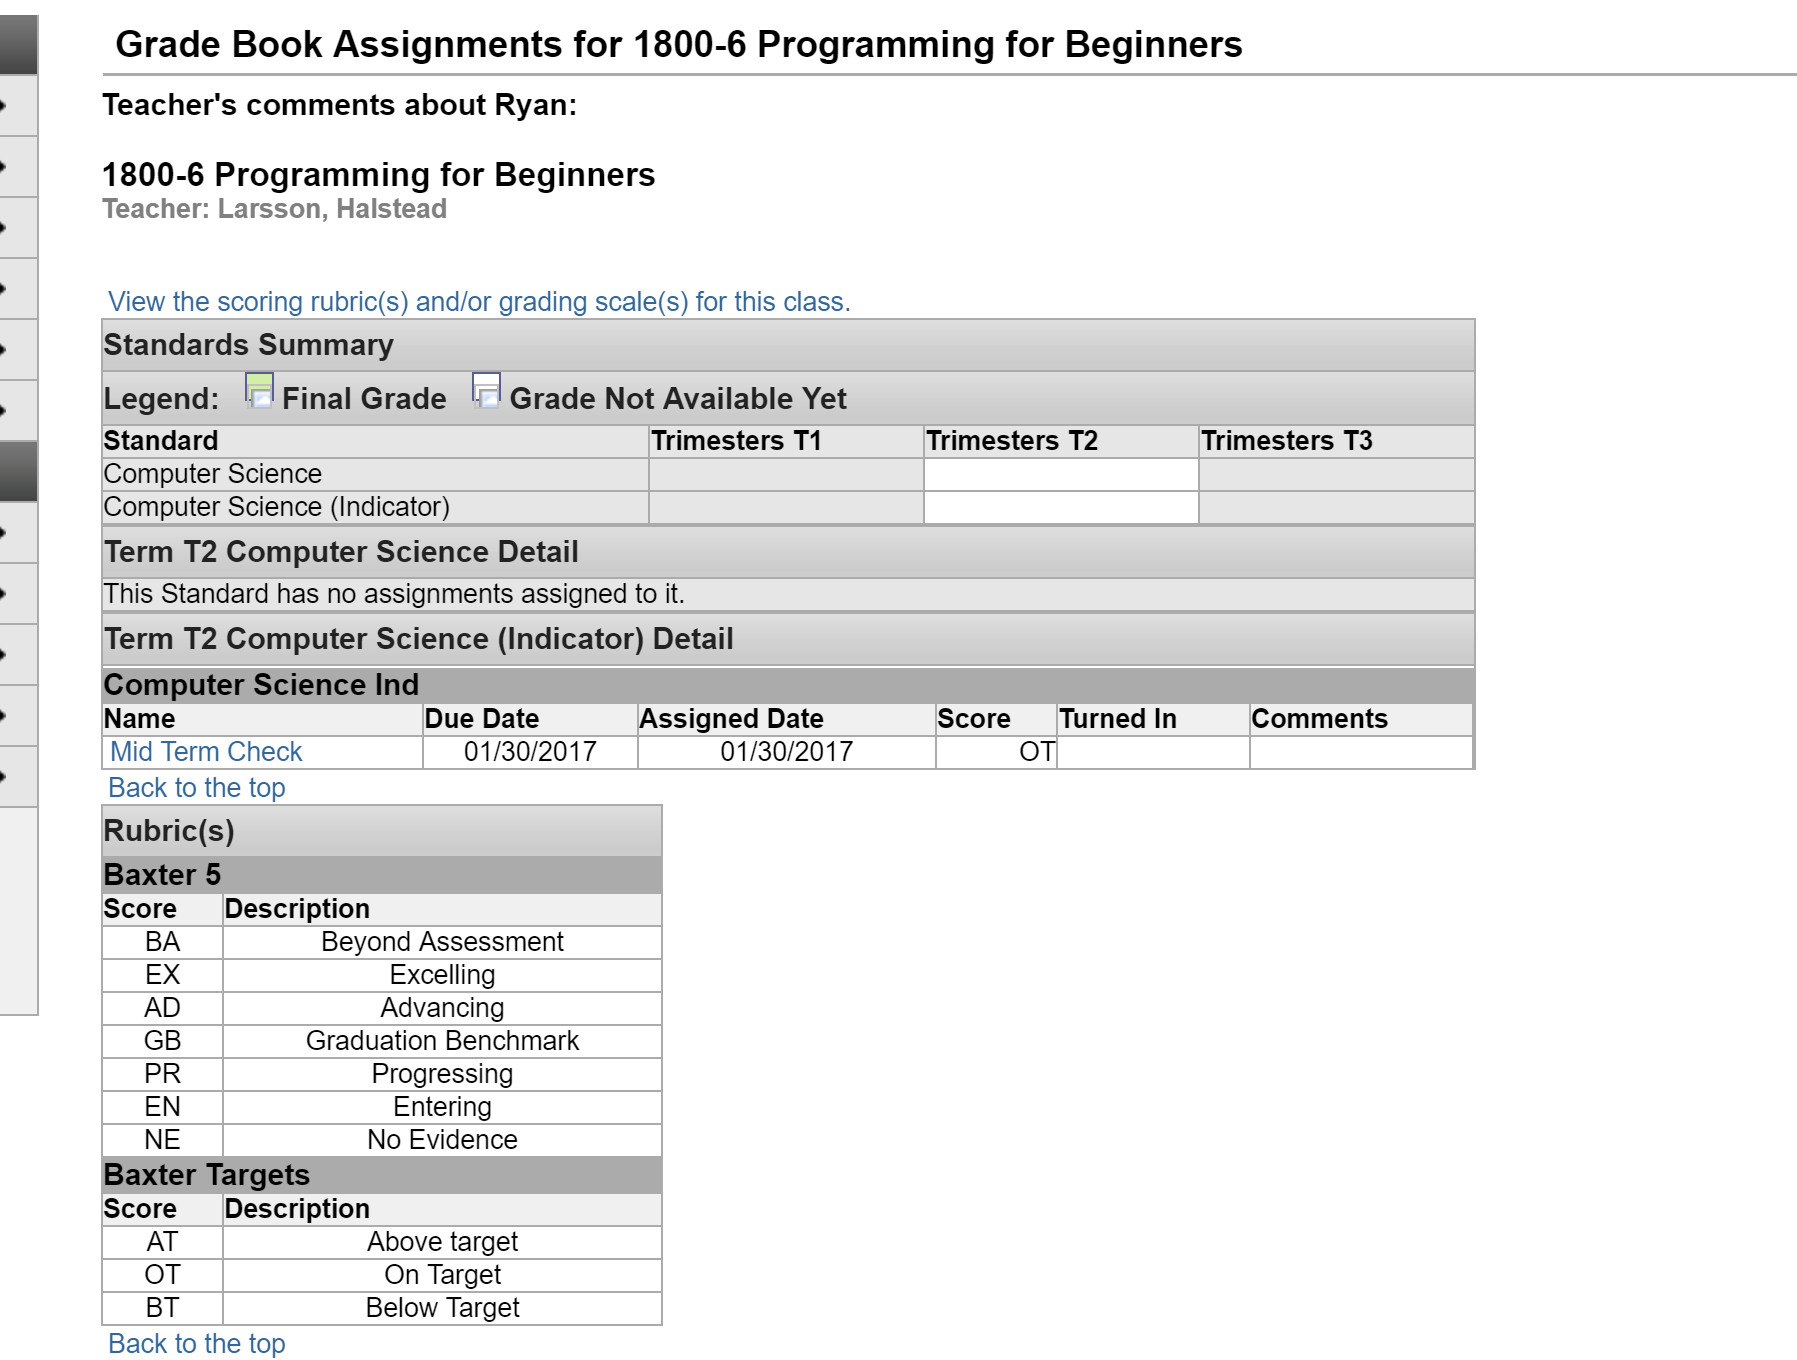 Grade Book Assignments for 1800-6 Programming for Beginners
Teacher's comments about Ryan:
1800-6 Programming for Beginners
Teacher: Larsson, Halstead
View the scoring rubric(s) and/or grading scale(s) for this class.
Standards Summary
Legend: Final Grade Grade Not Available Yet
Standard Trimesters T1 Trimesters T2 Trimesters T3
Computer Science
Computer Science (Indicator)
Term T2 Computer Science Detail
This Standard has no assignments assigned to it.
Term T2 Computer Science (Indicator) Detail
Computer Science Ind
Name Due Date Assigned Date Score Turned In Comments
Mid Term Check 01/30/2017 01/30/2017 OT
Back to the top
Rubric(s)
Baxter 5
Score Description
BA Beyond Assessment
EX Excelling
AD Advancing
GB Graduation Benchmark
PR Progressing
EN Entering
NE No Evidence
Baxter Targets
Score Description
AT Above target
OT On Target
BT Below Target
Back to the top